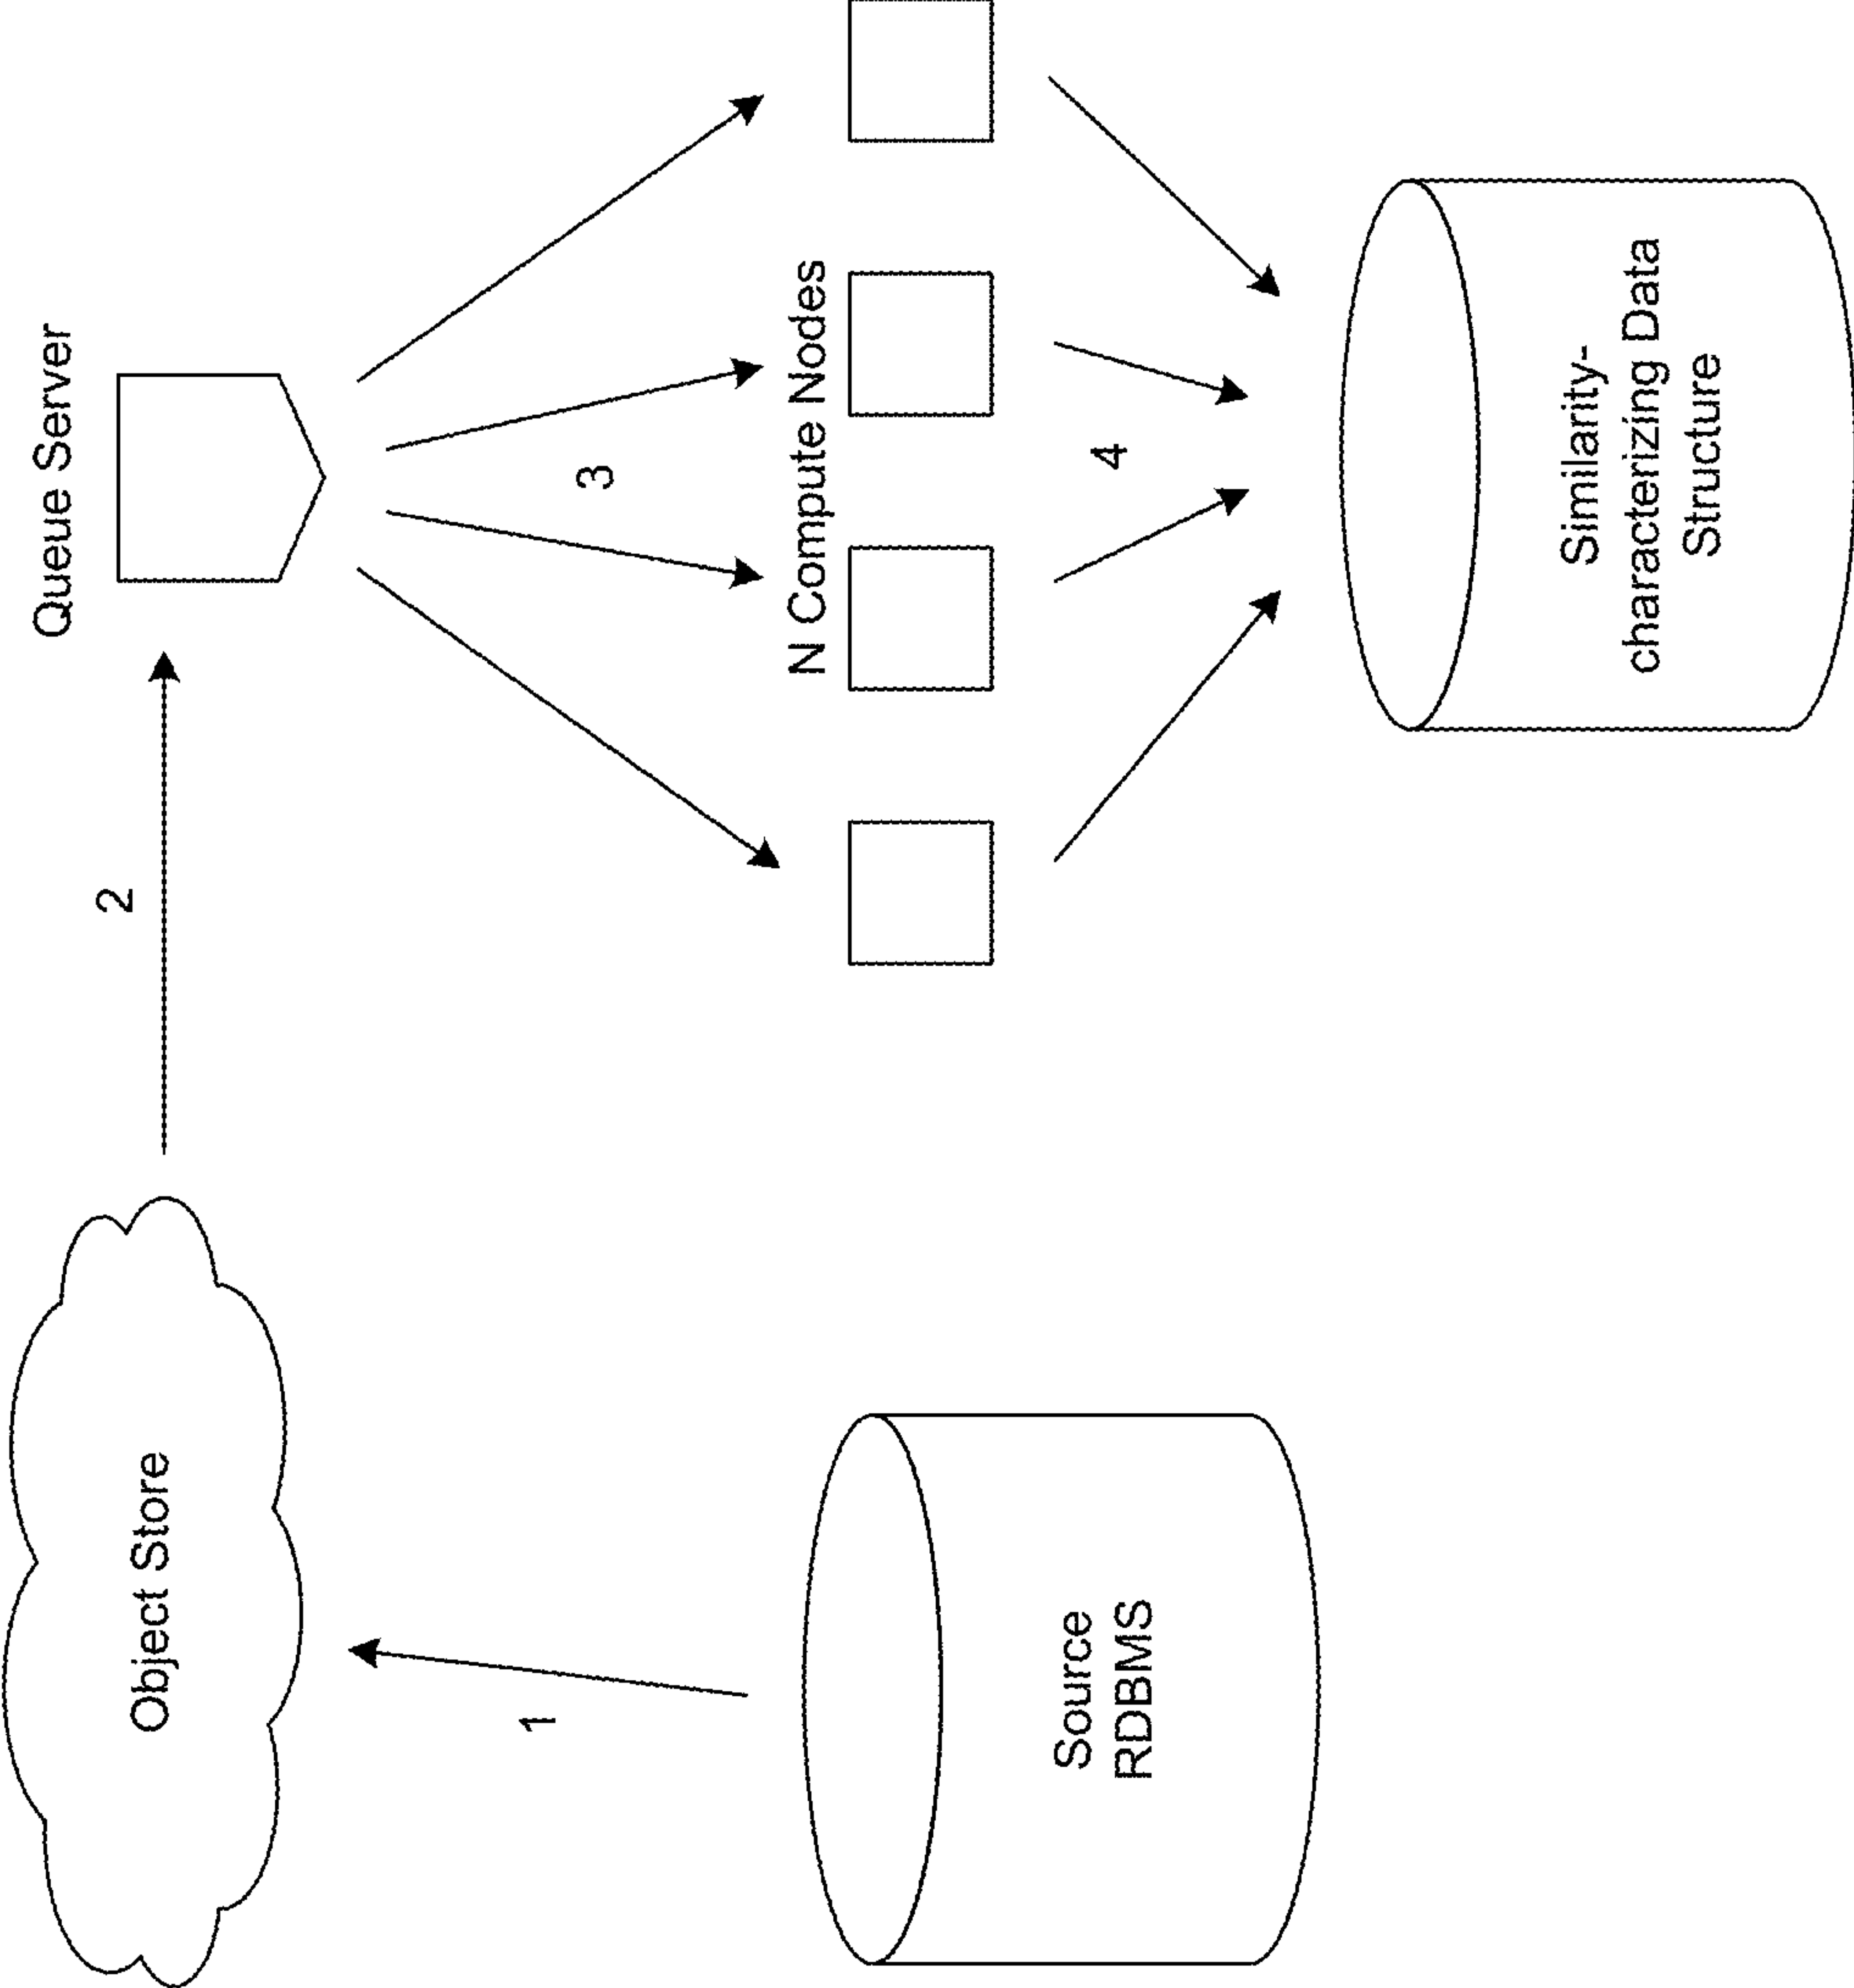 Object Store
2
Queue Server
1
3
N Compute Nodes
Source
RDBMS
4
Similarity-
characterizing Data
Structure